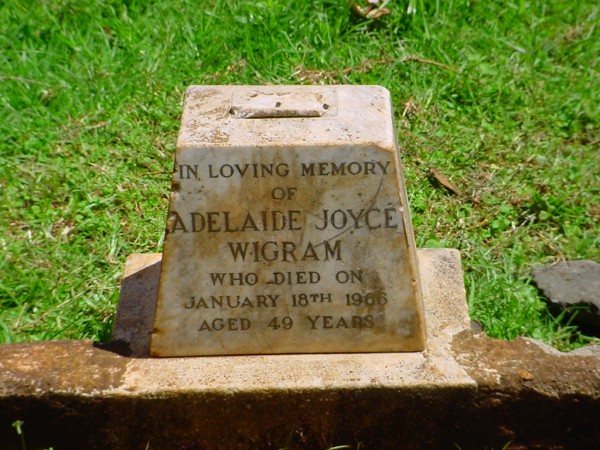 IN LOVING MEMORY
OF
ADELAIDE JOYCE
WIGRAM
WHO DIED ON
JANUARY 18TH 1966
AGED 49 YEARS